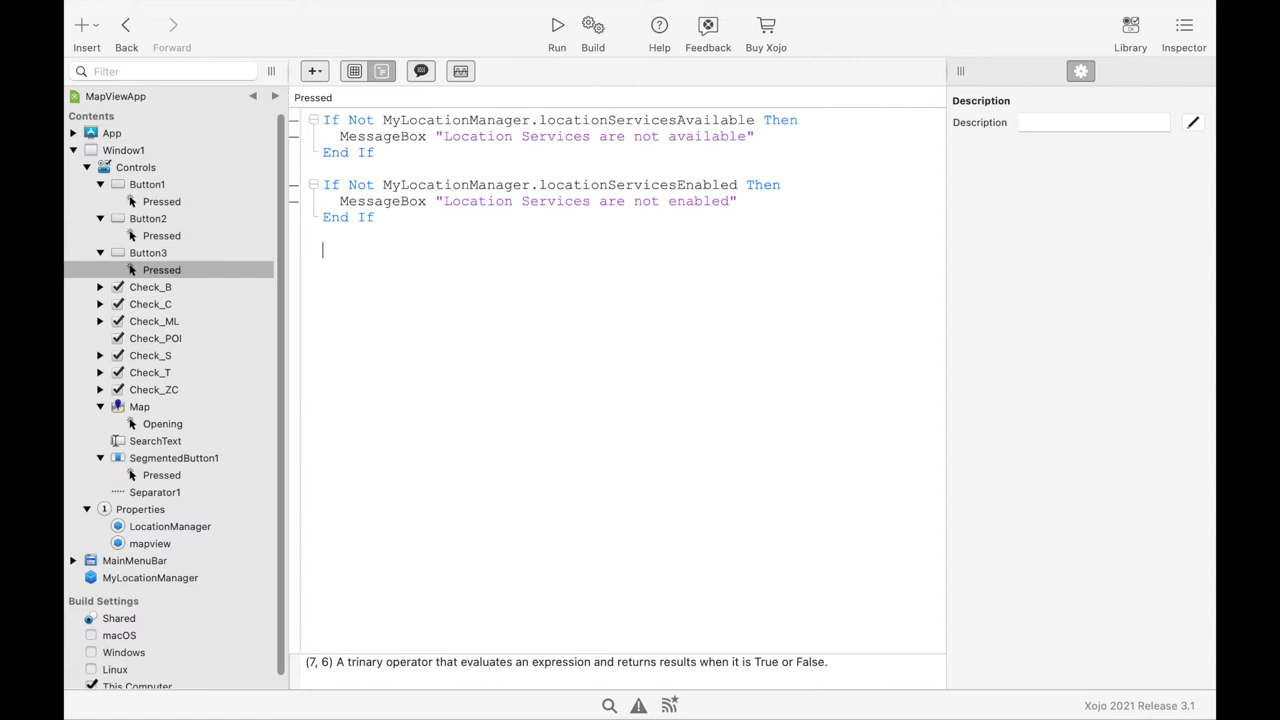 Insert
Back
Forward
Run
Build
Help
Feedback
Buy Xojo
Library
Inspector
Filter
MapViewApp
Contents
App
Window1
Controls
Button1
Pressed
Button2
Pressed
Button3
Pressed
Check_B
Check_C
Check_ML
Check_POI
Check_S
Check_T
Check_ZC
Map
Opening
SearchText
SegmentedButton1
Pressed
Separator1
1 Properties
LocationManager
mapview
MainMenuBar
MyLocationManager
Build Settings
Shared
macOS
Windows
Linux
This Computer
Pressed
If Not MyLocationManager.locationServicesAvailable Then
MessageBox "Location Services are not available"
End If
If Not MyLocationManager.locationServicesEnabled Then
MessageBox "Location Services are not enabled"
End If
(7, 6) A trinary operator that evaluates an expression and returns results when it is True or False.
Description
Description
Xojo 2021 Release 3.1